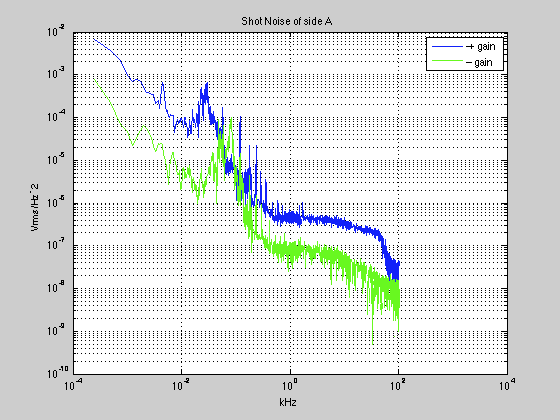 Shot Noise of side A
+ gain
- gain
10^-2
10^-3
10^-4
10^-5
10^-6
10^-7
10^-8
10^-9
10^-10
Vrms/Hz^2
10^-4
10^-2
10^0
10^2
10^4
kHz